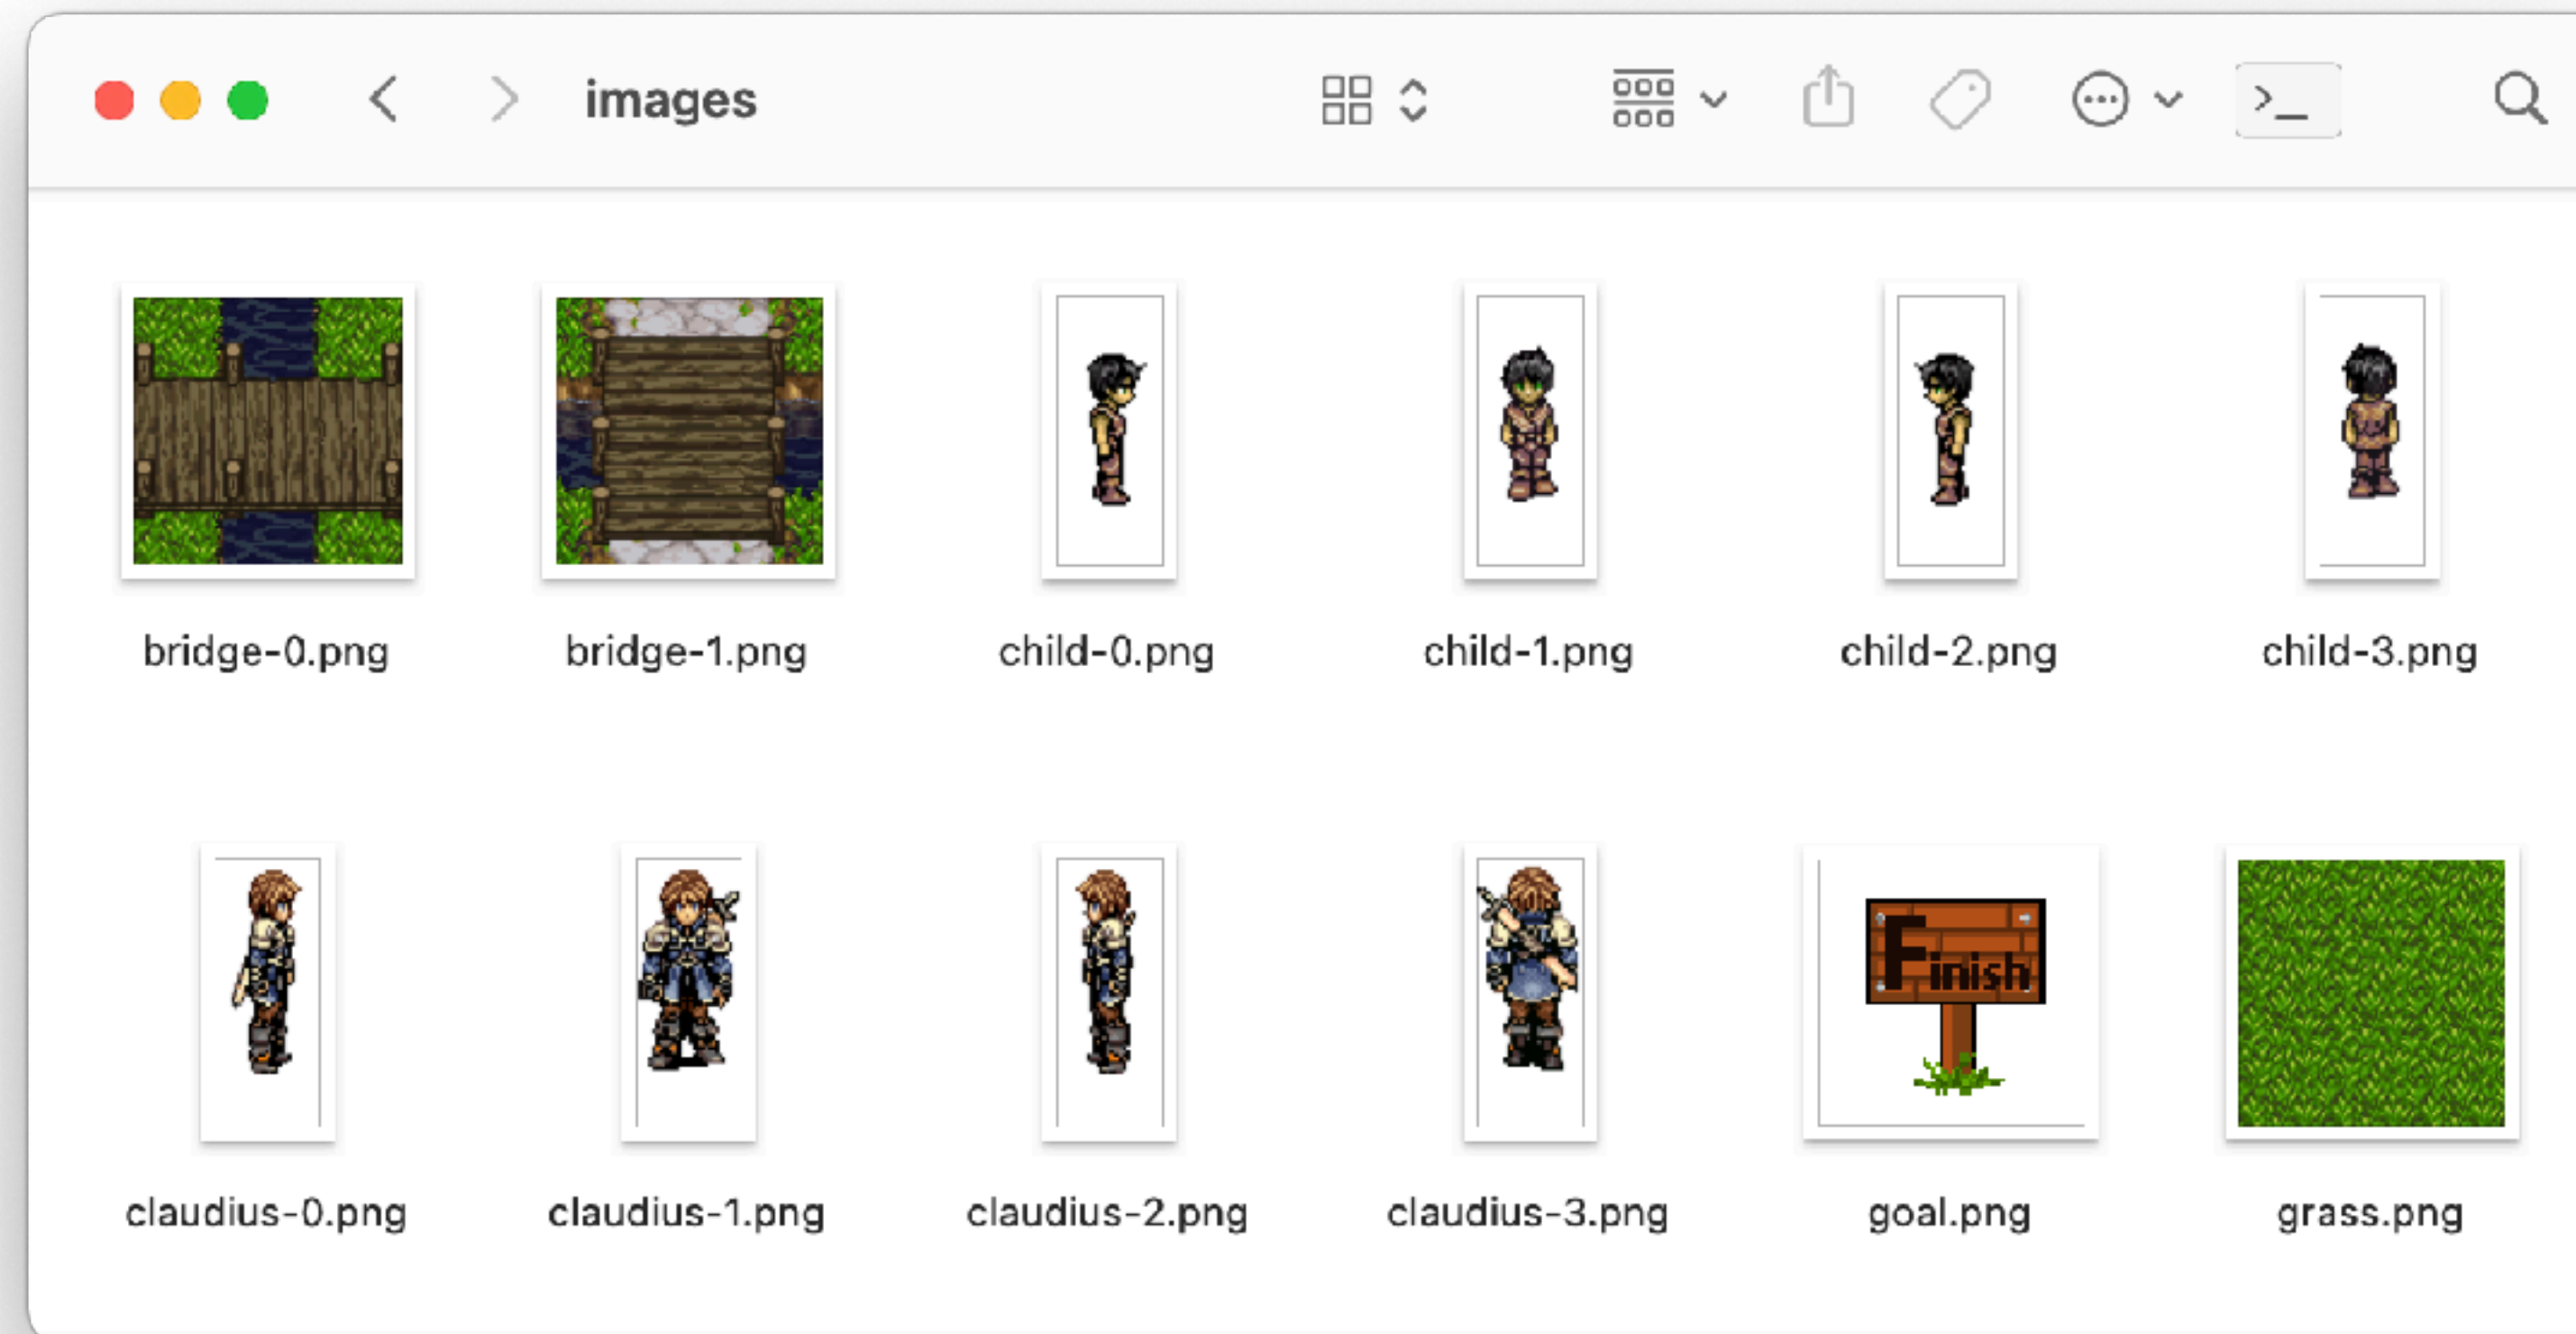 images
>_
bridge-0.png
bridge-1.png
child-0.png
child-1.png
child-2.png
child-3.png
Finish
claudius-0.png
claudius-1.png
claudius-2.png
claudius-3.png
goal.png
grass.png